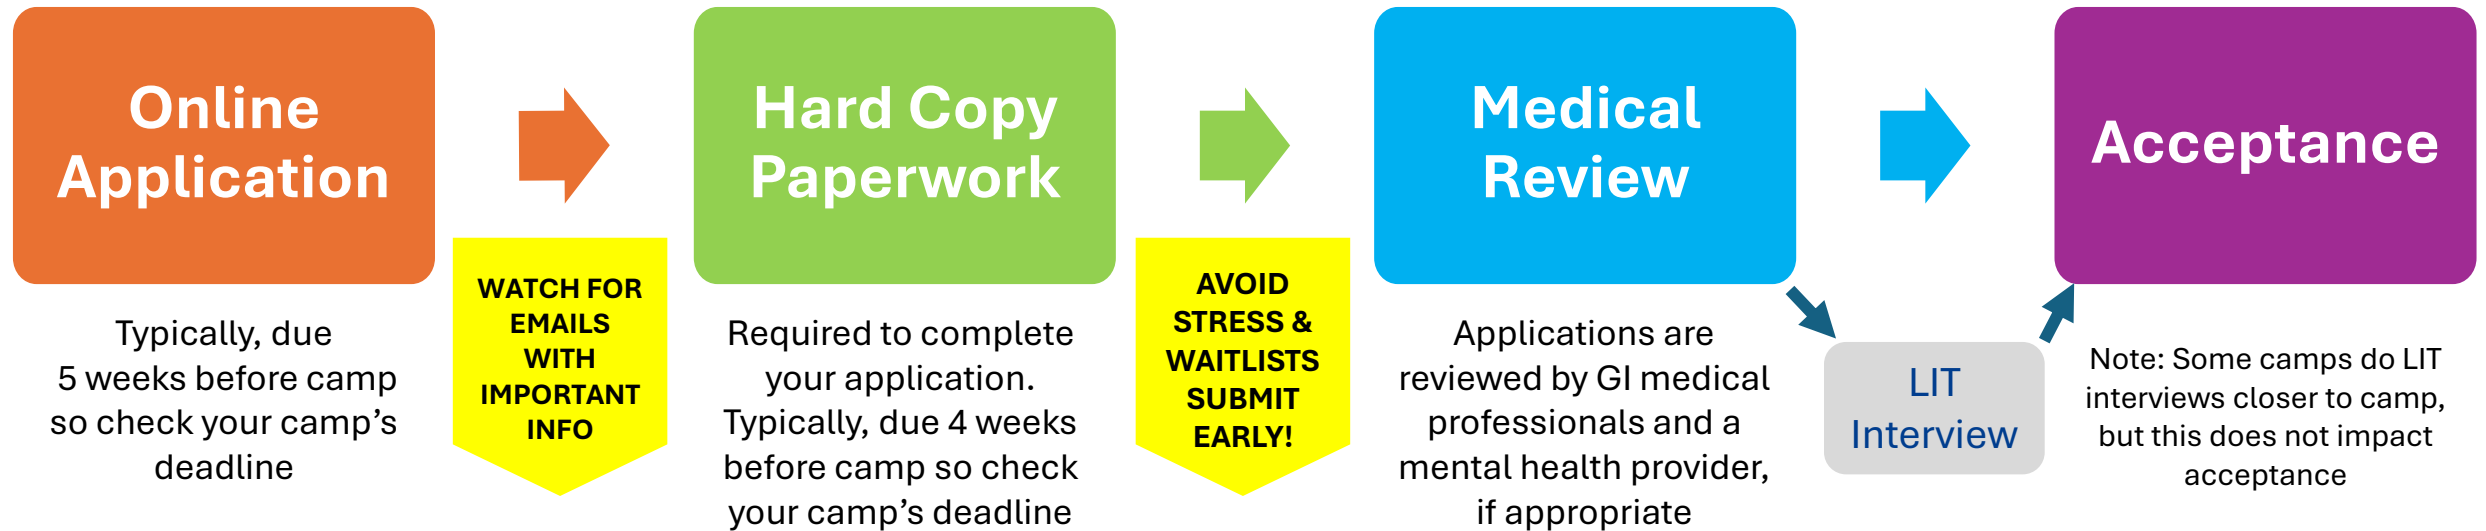 Online
Application
Typically, due
5 weeks before camp
so check your camp's
deadline
WATCH FOR
EMAILS
WITH
IMPORTANT
INFO
Hard Copy
Paperwork
Required to complete
your application.
Typically, due 4 weeks
before camp so check
your camp's deadline
AVOID
STRESS &
WAITLISTS
SUBMIT
EARLY!
Medical
Review
Applications are
reviewed by GI medical
professionals and a
mental health provider,
if appropriate
LIT
Interview
Acceptance
Note: Some camps do LIT
interviews closer to camp,
but this does not impact
acceptance